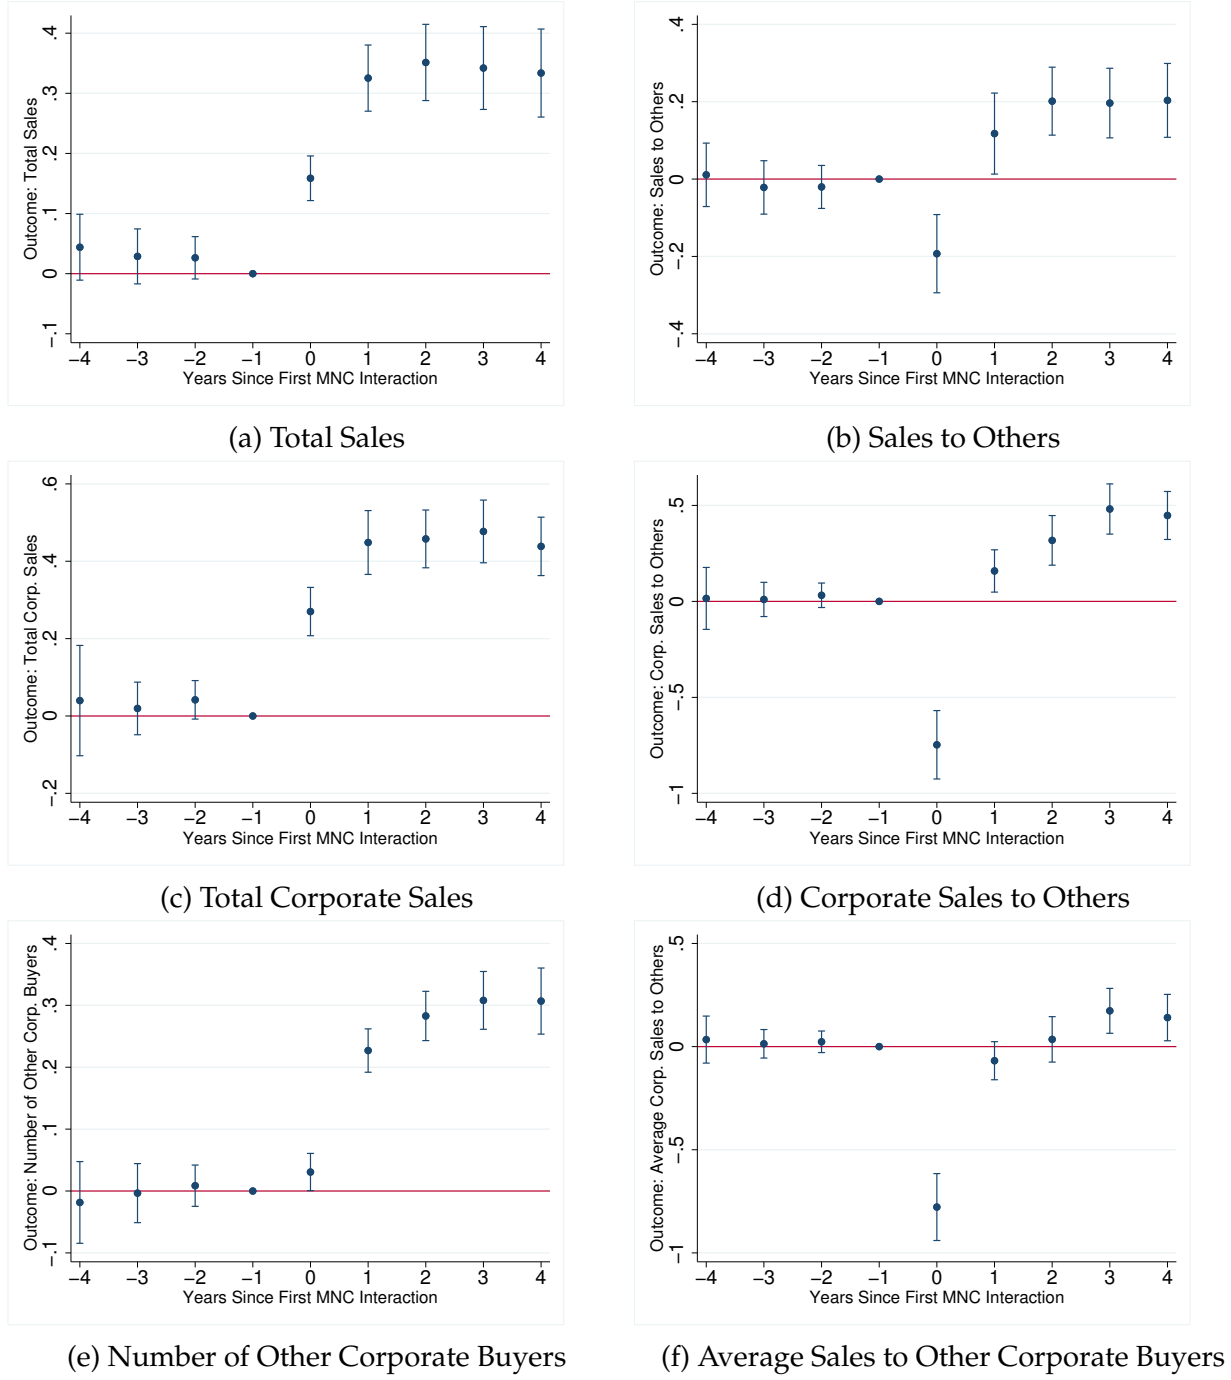 Outcome: Total Sales
.4
.3
.2
.1
0
-.1
-4 -3 -2 -1 0 1 2 3 4
Years Since First MNC Interaction
(a) Total Sales
Outcome: Sales to Others
.4
.2
0
-.2
-.4
-4 -3 -2 -1 0 1 2 3 4
Years Since First MNC Interaction
(b) Sales to Others
Outcome: Total Corp. Sales
.6
.4
.2
0
-.2
-4 -3 -2 -1 0 1 2 3 4
Years Since First MNC Interaction
(c) Total Corporate Sales
Outcome: Corp. Sales to Others
.5
0
-.5
-1
-4 -3 -2 -1 0 1 2 3 4
Years Since First MNC Interaction
(d) Corporate Sales to Others
Outcome: Number of Other Corp. Buyers
.4
.3
.2
.1
0
-.1
-4 -3 -2 -1 0 1 2 3 4
Years Since First MNC Interaction
(e) Number of Other Corporate Buyers
Outcome: Average Corp. Sales to Others
.5
0
-.5
-1
-4 -3 -2 -1 0 1 2 3 4
Years Since First MNC Interaction
(f) Average Sales to Other Corporate Buyers